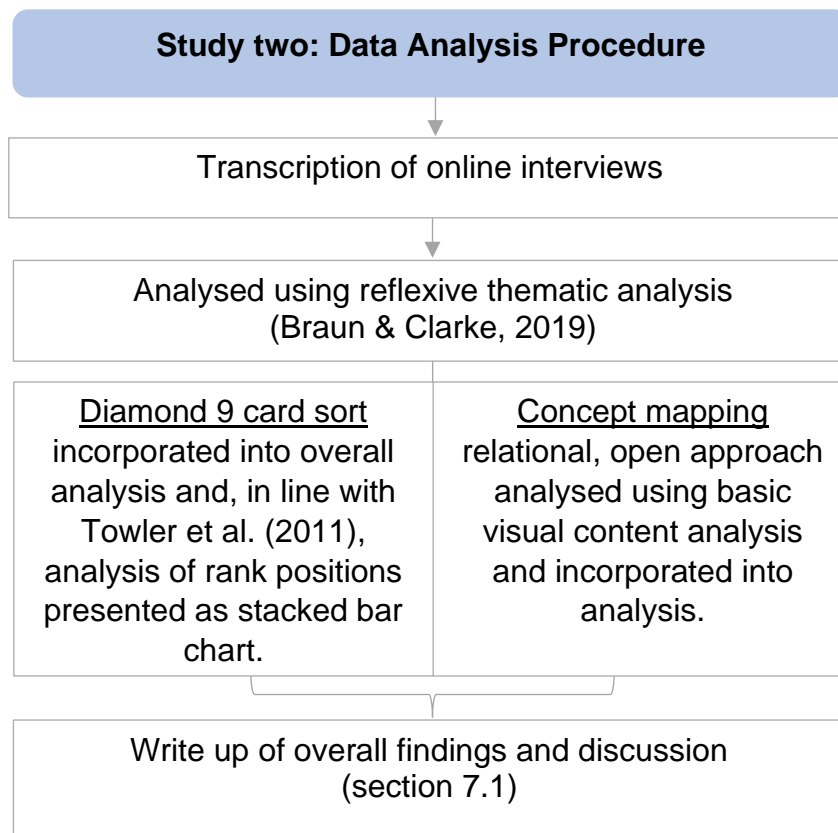 Study two: Data Analysis Procedure
Transcription of online interviews
Analysed using reflexive thematic analysis
(Braun & Clarke, 2019)
Diamond 9 card sort
incorporated into overall
analysis and, in line with
Towler et al. (2011),
analysis of rank positions
presented as stacked bar
chart.
Concept mapping
relational, open approach
analysed using basic
visual content analysis
and incorporated into
analysis.
Write up of overall findings and discussion
(section 7.1)